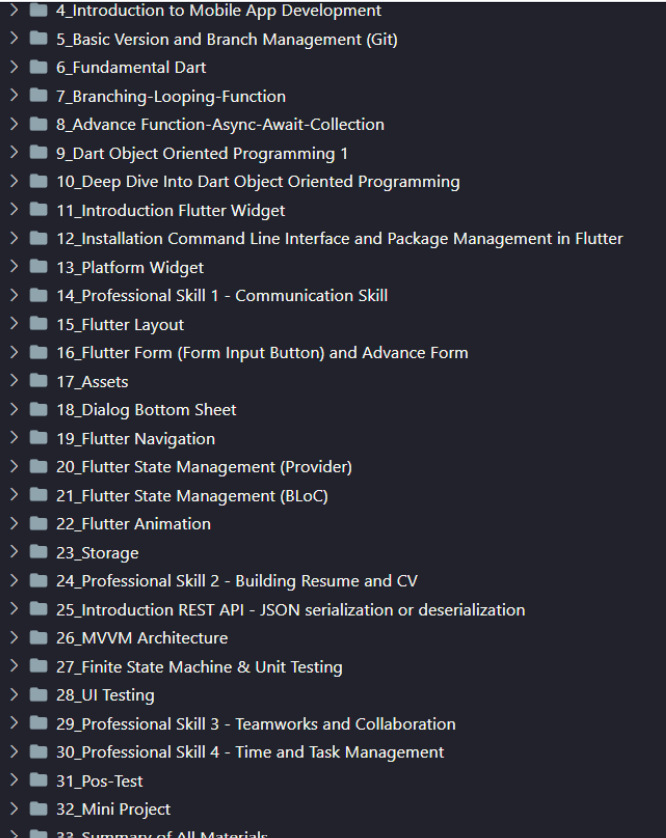 4_Introduction to Mobile App Development
5_Basic Version and Branch Management (Git)
6_Fundamental Dart
7_Branching-Looping-Function
8_Advance Function-Async-Await-Collection
9_Dart Object Oriented Programming 1
10_Deep Dive Into Dart Object Oriented Programming
11_Introduction Flutter Widget
12_Installation Command Line Interface and Package Management in Flutter
13_Platform Widget
14_Professional Skill 1 - Communication Skill
15_Flutter Layout
16_Flutter Form (Form Input Button) and Advance Form
17_Assets
18_Dialog Bottom Sheet
19_Flutter Navigation
20_Flutter State Management (Provider)
21_Flutter State Management (BLoC)
22_Flutter Animation
23_Storage
24_Professional Skill 2 - Building Resume and CV
25_Introduction REST API - JSON serialization or deserialization
26_MVVM Architecture
27_Finite State Machine & Unit Testing
28_UI Testing
29_Professional Skill 3 - Teamworks and Collaboration
30_Professional Skill 4 - Time and Task Management
31_Pos-Test
32_Mini Project
33_Summary of All Materials